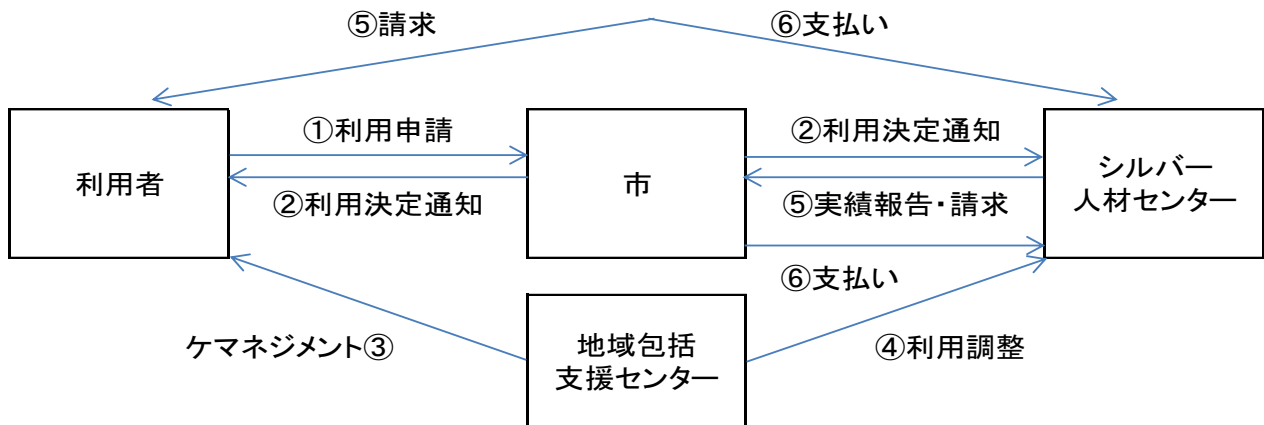 ⑤請求
⑥支払い
①利用申請
②利用決定通知
利用者
市
シルバー
人材センター
②利用決定通知
⑤実績報告・請求
⑥支払い
ケマネジメント③
地域包括
支援センター
④利用調整